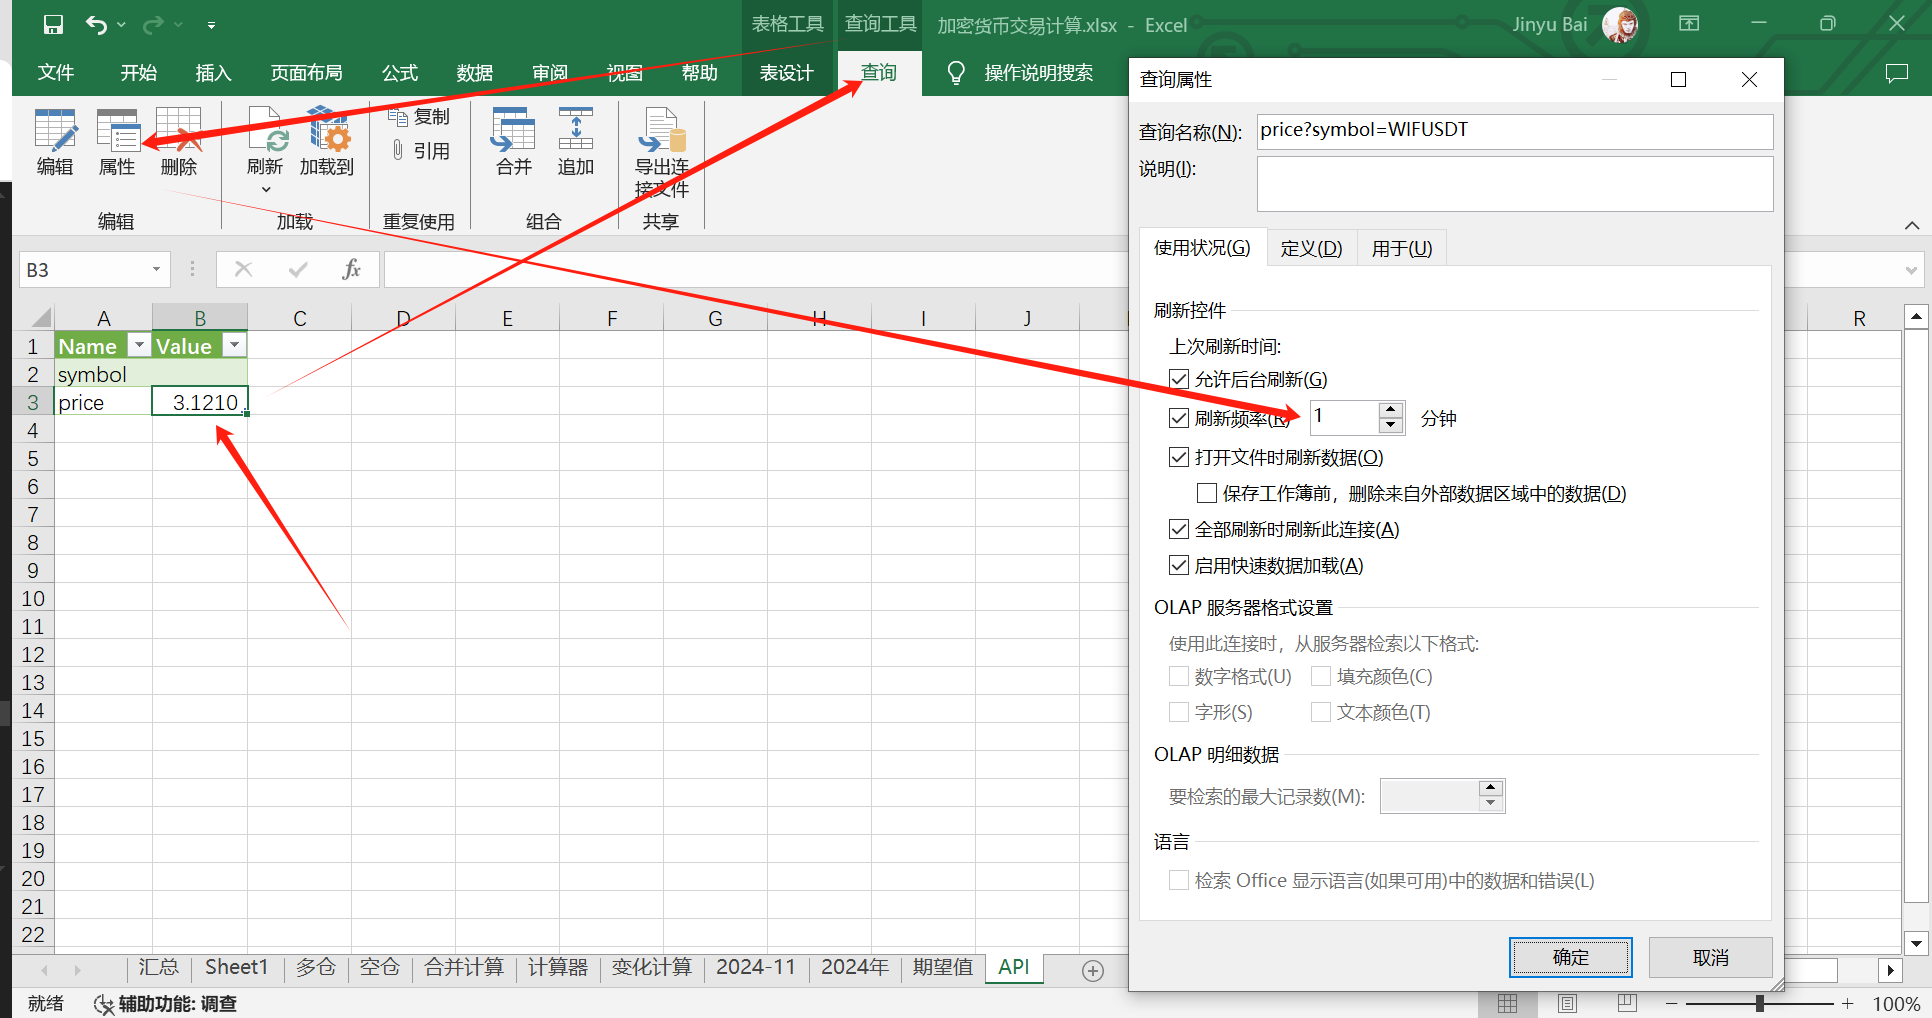 表格工具 查询工具 加密货币交易计算.xlsx - Excel Jinyu Bai
文件 开始 插入 页面布局 公式 数据 审阅 视图 帮助 表设计 查询 操作说明搜索
编辑 属性 删除 刷新 加载到 复制 引用 合并 追加 导出连
接文件
编辑 加载 重复使用 组合 共享
B3 fx
A B C D E F G H I J R
1 Name Value
2 symbol
3 price 3.1210
4
5
6
7
8
9
10
11
12
13
14
15
16
17
18
19
20
21
22
汇总 Sheet1 多仓 空仓 合并计算 计算器 变化计算 2024-11 2024年 期望值 API
就绪 辅助功能: 调查 100%
查询属性
查询名称(N): price?symbol=WIFUSDT
说明(I):
使用状况(G) 定义(D) 用于(U)
刷新控件
上次刷新时间:
允许后台刷新(G)
刷新频率(R) 1 分钟
打开文件时刷新数据(O)
保存工作簿前，删除来自外部数据区域中的数据(D)
全部刷新时刷新此连接(A)
启用快速数据加载(A)
OLAP 服务器格式设置
使用此连接时，从服务器检索以下格式:
数字格式(U) 填充颜色(C)
字形(S) 文本颜色(T)
OLAP 明细数据
要检索的最大记录数(M):
语言
检索 Office 显示语言(如果可用)中的数据和错误(L)
确定 取消